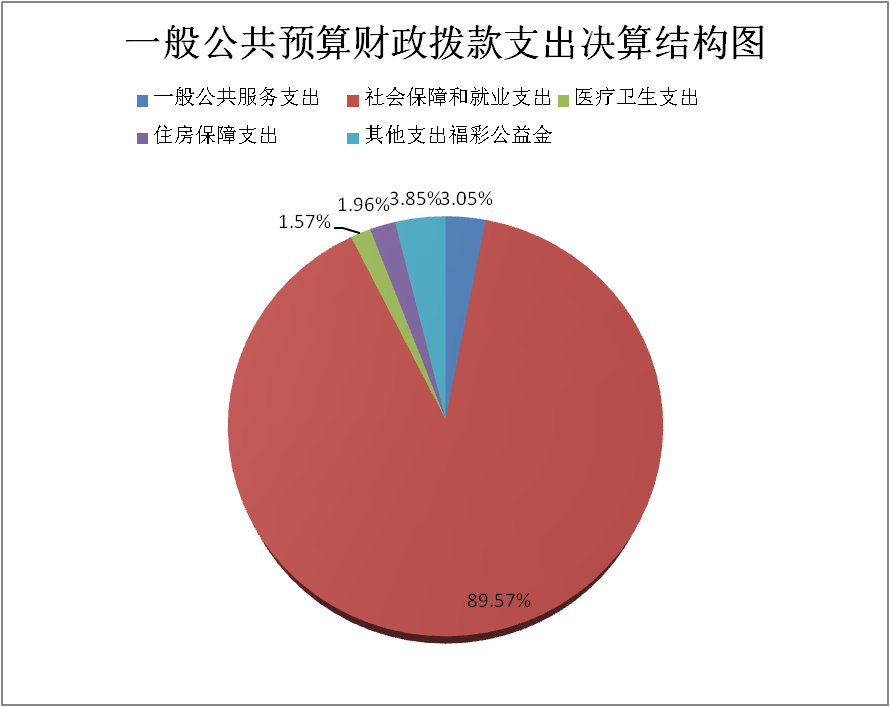 一般公共预算财政拨款支出决算结构图
一般公共服务支出 社会保障和就业支出 医疗卫生支出
住房保障支出 其他支出福彩公益金
1.57% 1.96% 3.85% 3.05%
89.57%